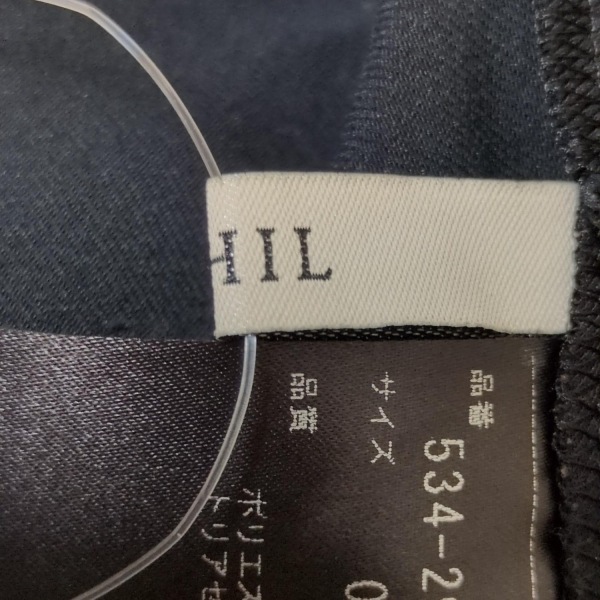 HIL
品番 534-2
サイズ 0
品質
ポリエス
トリアセ